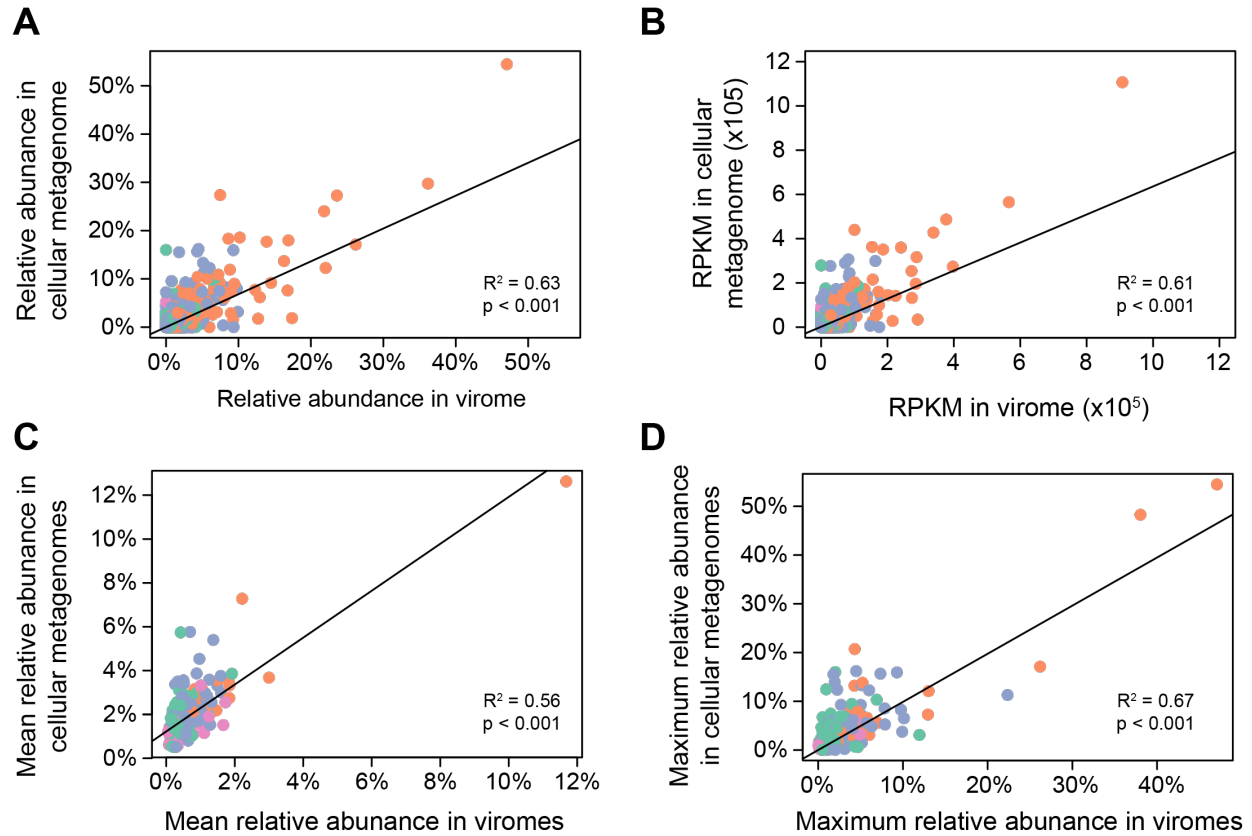 A
Relative abunance in
cellular metagenome
50%
40%
30%
20%
10%
0%
R² = 0.63
p < 0.001
0%
10%
20%
30%
40%
50%
Relative abundance in virome
B
RPKM in cellular
metagenome (x105)
12
10
8
6
4
2
0
R² = 0.61
p < 0.001
0
2
4
6
8
10
12
RPKM in virome (x10⁵)
C
Mean relative abunance in
cellular metagenomes
12%
10%
8%
6%
4%
2%
0%
R² = 0.56
p < 0.001
0%
2%
4%
6%
8%
10%
12%
Mean relative abunance in viromes
D
Maximum relative abunance
in cellular metagenomes
50%
40%
30%
20%
10%
0%
R² = 0.67
p < 0.001
0%
10%
20%
30%
40%
Maximum relative abunance in viromes